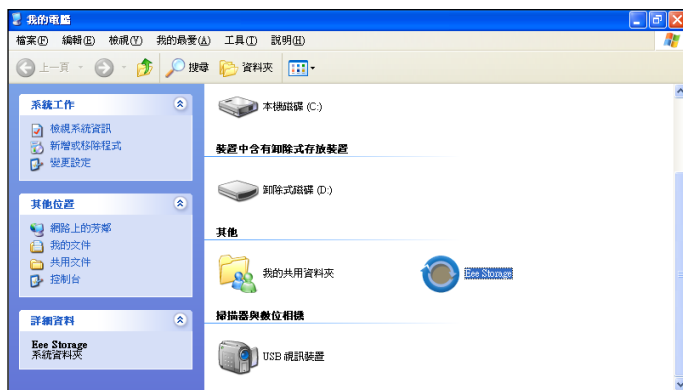 我的電腦
檔案(F) 編輯(E) 檢視(V) 我的最愛(A) 工具(T) 說明(H)
上一頁 搜尋 資料夾
系統工作
檢視系統資訊
新增或移除程式
變更設定
其他位置
網路上的芳鄰
我的文件
共用文件
控制台
詳細資料
Eee Storage
系統資料夾
本機磁碟 (C:)
裝置中含有卸除式存放裝置
卸除式磁碟 (D:)
其他
我的共用資料夾
Eee Storage
掃描器與數位相機
USB 視訊裝置